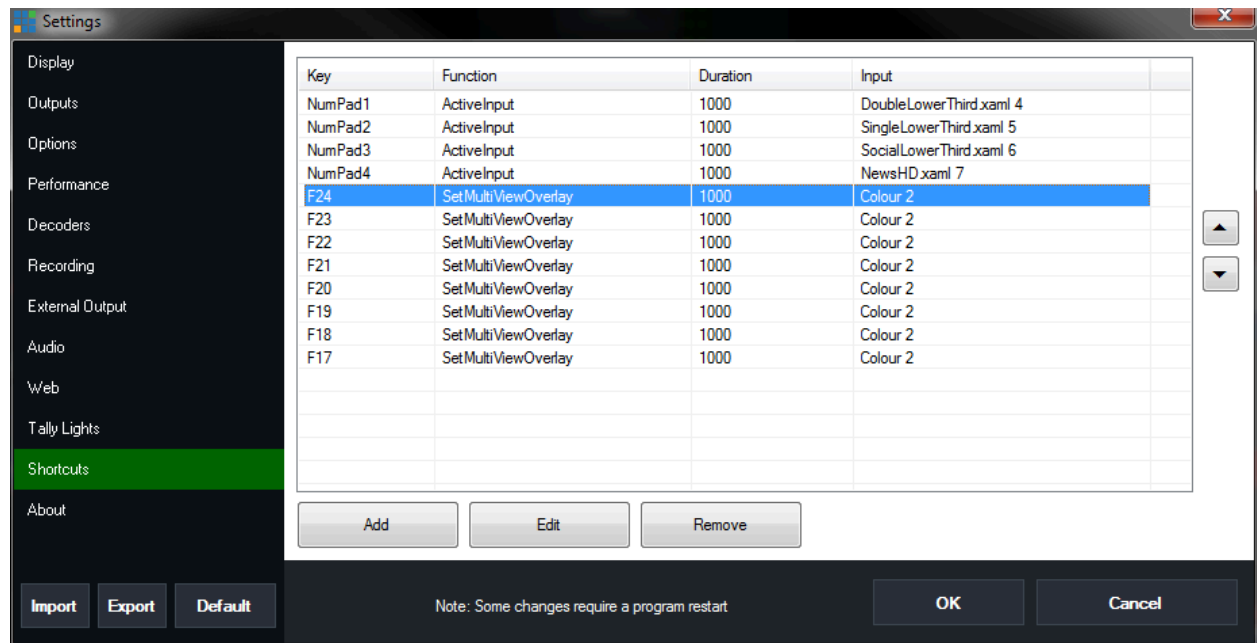 Settings
x
Display
Outputs
Options
Performance
Decoders
Recording
External Output
Audio
Web
Tally Lights
Shortcuts
About
Key Function Duration Input
NumPad1 ActiveInput 1000 DoubleLowerThird.xaml 4
NumPad2 ActiveInput 1000 SingleLowerThird.xaml 5
NumPad3 ActiveInput 1000 SocialLowerThird.xaml 6
NumPad4 ActiveInput 1000 NewsHD.xaml 7
F24 SetMultiViewOverlay 1000 Colour 2
F23 SetMultiViewOverlay 1000 Colour 2
F22 SetMultiViewOverlay 1000 Colour 2
F21 SetMultiViewOverlay 1000 Colour 2
F20 SetMultiViewOverlay 1000 Colour 2
F19 SetMultiViewOverlay 1000 Colour 2
F18 SetMultiViewOverlay 1000 Colour 2
F17 SetMultiViewOverlay 1000 Colour 2
Add Edit Remove
Import Export Default
Note: Some changes require a program restart
OK Cancel